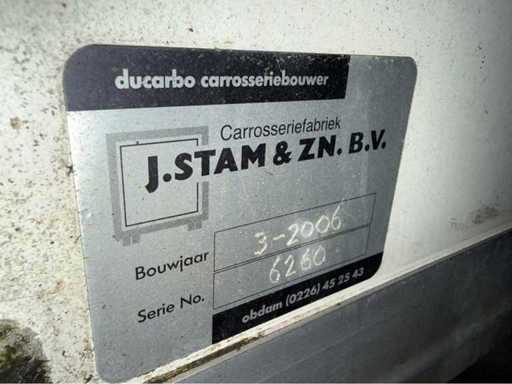 ducarbo carrosseriebouwer
Carrosseriefabriek
J.STAM & ZN. B.V.
Bouwjaar 3-2006
Serie No. 6260
obdam (0226) 45 25 43